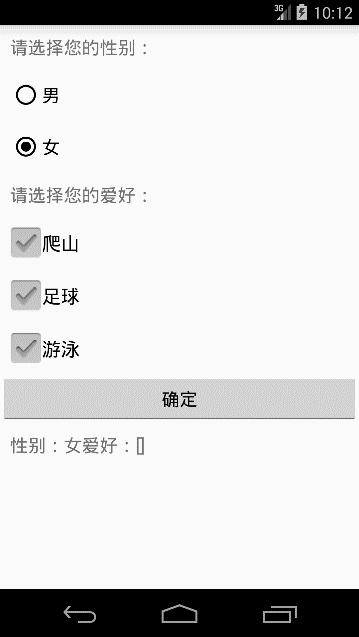 3G 10:12
请选择您的性别：
男
女
请选择您的爱好：
爬山
足球
游泳
确定
性别：女爱好：[]